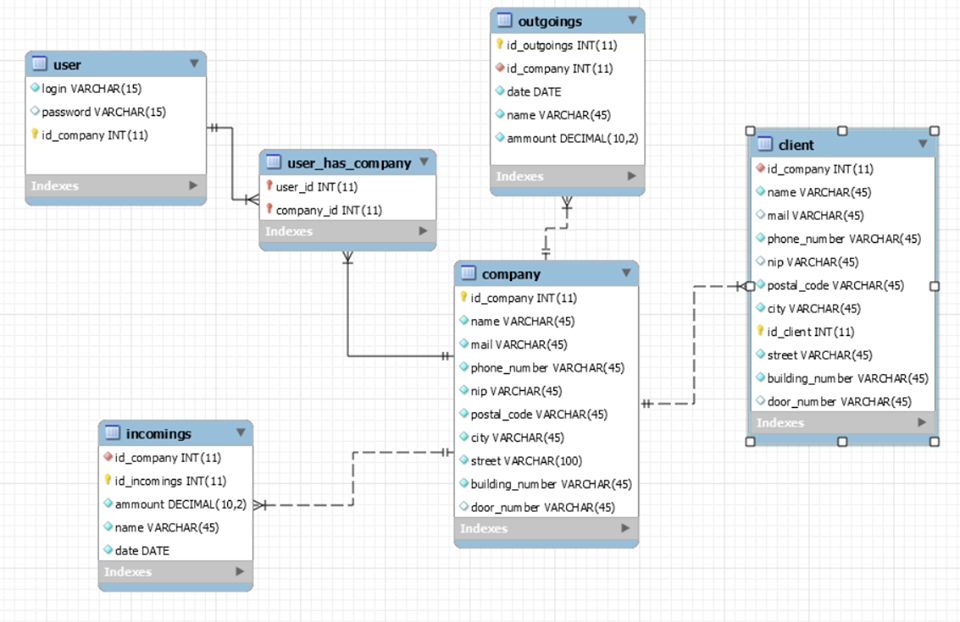 user
login VARCHAR(15)
password VARCHAR(15)
id_company INT(11)
Indexes
user_has_company
user_id INT(11)
company_id INT(11)
Indexes
outgoings
id_outgoings INT(11)
id_company INT(11)
date DATE
name VARCHAR(45)
ammount DECIMAL(10,2)
Indexes
client
id_company INT(11)
name VARCHAR(45)
mail VARCHAR(45)
phone_number VARCHAR(45)
nip VARCHAR(45)
postal_code VARCHAR(45)
city VARCHAR(45)
id_client INT(11)
street VARCHAR(45)
building_number VARCHAR(45)
door_number VARCHAR(45)
Indexes
company
id_company INT(11)
name VARCHAR(45)
mail VARCHAR(45)
phone_number VARCHAR(45)
nip VARCHAR(45)
postal_code VARCHAR(45)
city VARCHAR(45)
street VARCHAR(100)
building_number VARCHAR(45)
door_number VARCHAR(45)
Indexes
incomings
id_company INT(11)
id_incomings INT(11)
ammount DECIMAL(10,2)
name VARCHAR(45)
date DATE
Indexes